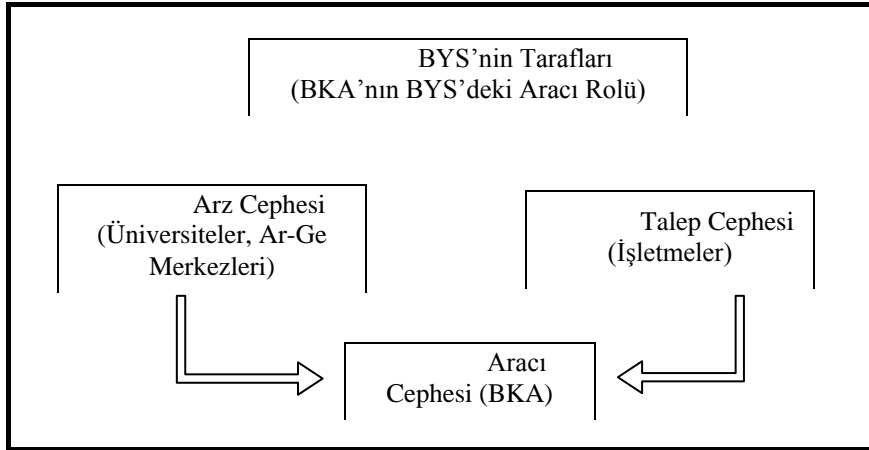 BYS’nin Tarafları
(BKA’nın BYS’deki Aracı Rolü)
Arz Cephesi
(Üniversiteler, Ar-Ge
Merkezleri)
Talep Cephesi
(İşletmeler)
Aracı
Cephesi (BKA)